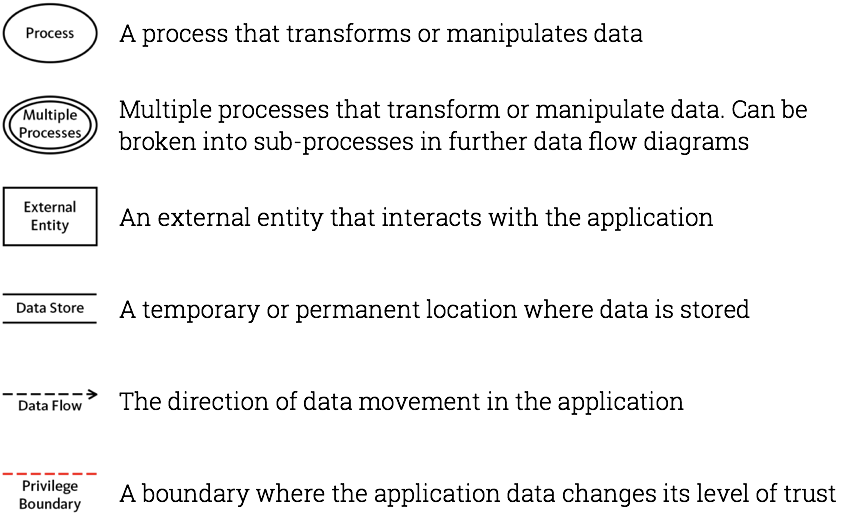 Process
A process that transforms or manipulates data
Multiple
Processes
Multiple processes that transform or manipulate data. Can be
broken into sub-processes in further data flow diagrams
External
Entity
An external entity that interacts with the application
Data Store
A temporary or permanent location where data is stored
Data Flow
The direction of data movement in the application
Privilege
Boundary
A boundary where the application data changes its level of trust